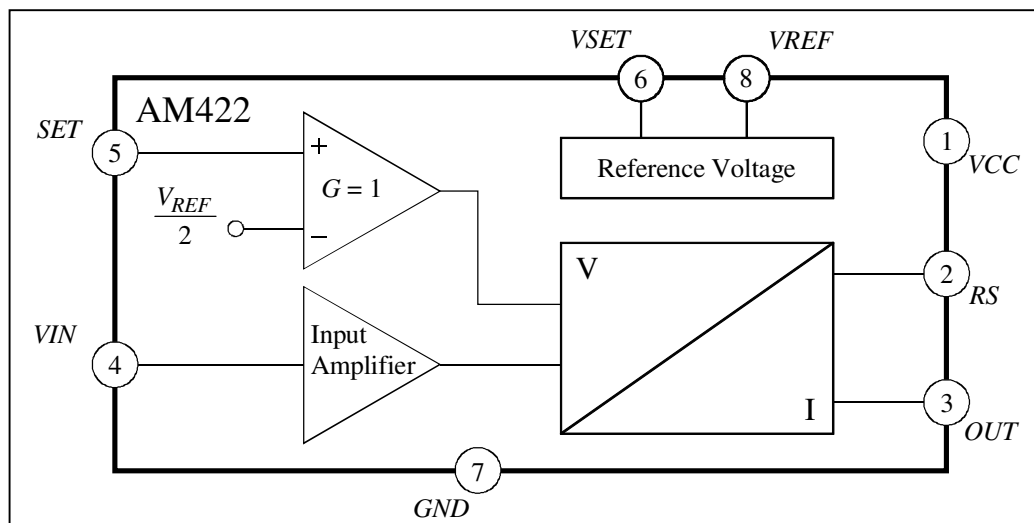 VSET VREF
6 8
AM422
SET
5
+
G = 1
VREF
2
−
Reference Voltage
1
VCC
V
2
RS
VIN
4
Input
Amplifier
I
3
OUT
7
GND